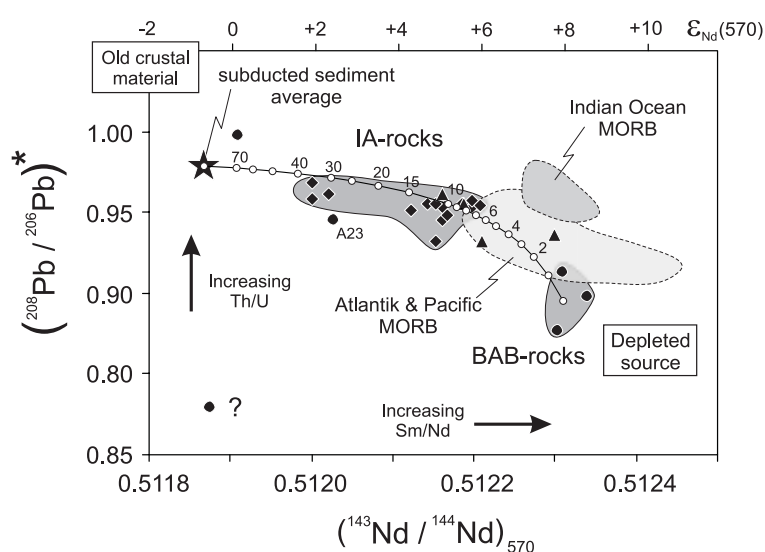 -2 0 +2 +4 +6 +8 +10 εNd(570)
Old crustal
material
subducted sediment
average
Indian Ocean
MORB
IA-rocks
1.00
0.95
0.90
0.80
0.85
(208Pb / 206Pb)*
70 40 30 20 15 10 6 4 2
A23
Increasing
Th/U
Atlantik & Pacific
MORB
BAB-rocks
Depleted
source
?
Increasing
Sm/Nd
0.5118 0.5120 0.5122 0.5124
(143Nd / 144Nd)570